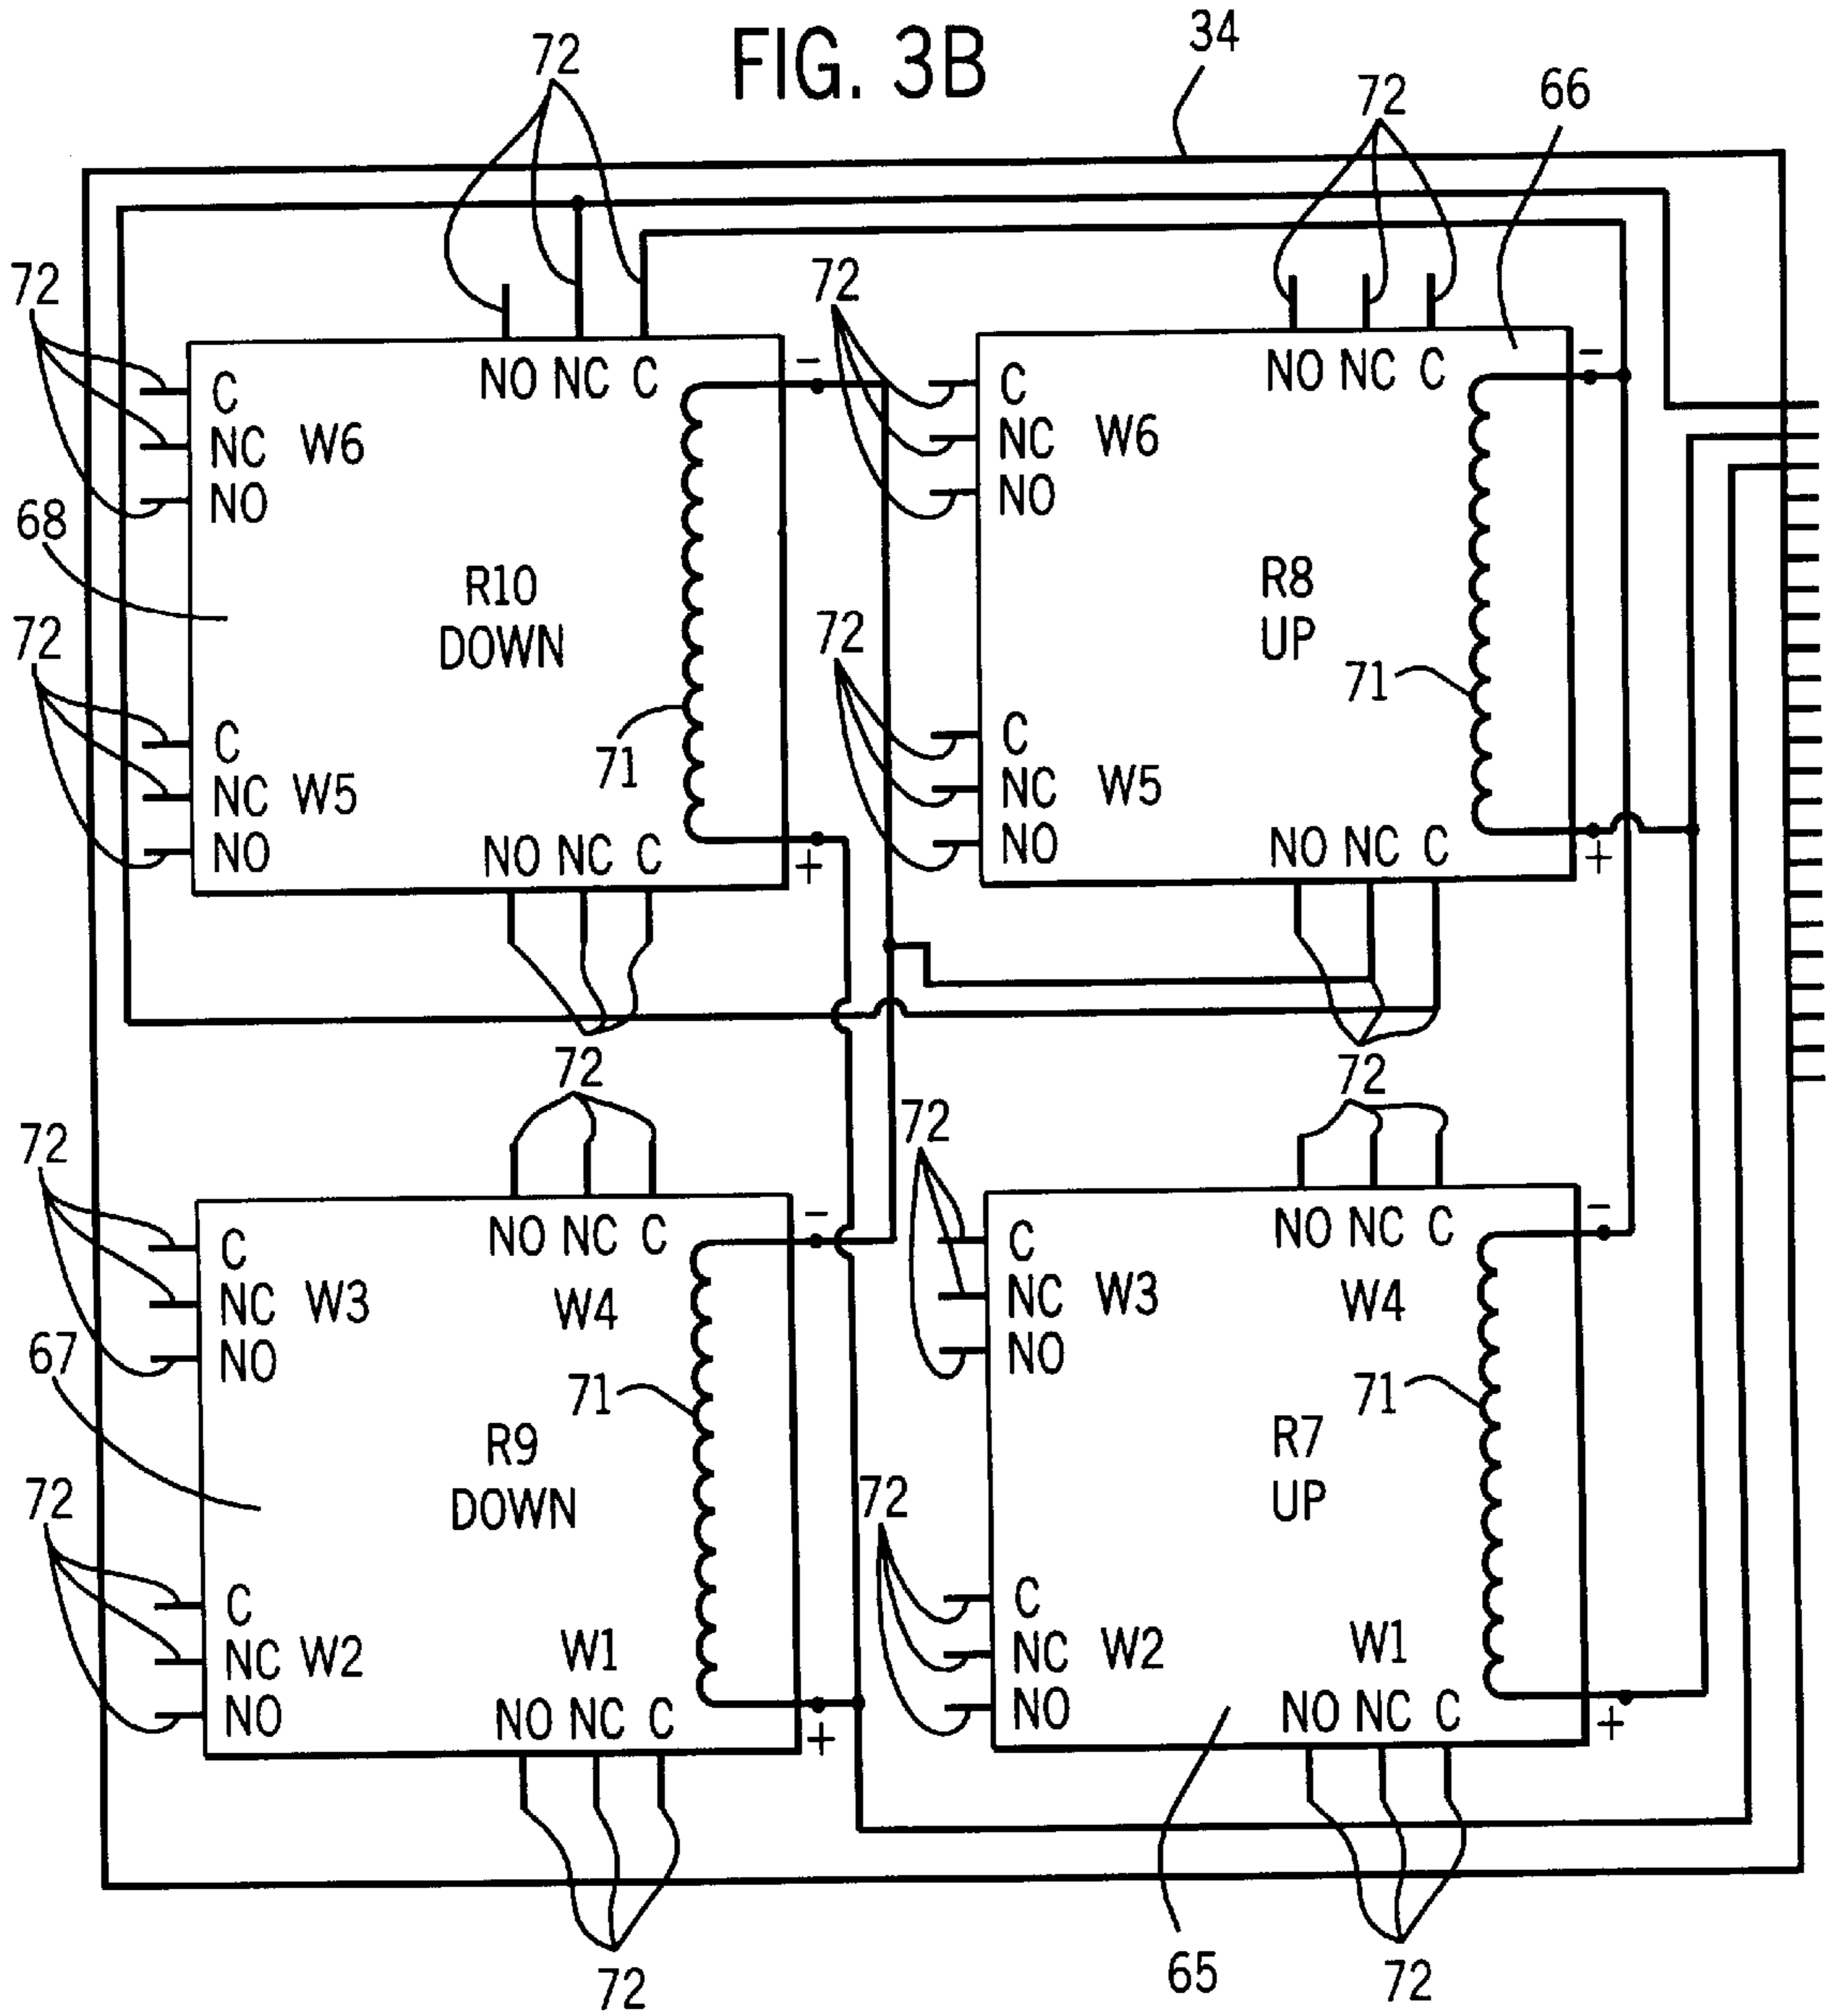 FIG. 3B
34
72
72
66
72
C
NC W6
NO
68
72
C
NC W5
NO
NO NC C
R10
DOWN
71
NO NC C
-
+
72
72
C
NC W6
NO
72
C
NC W5
NO
NO NC C
R8
UP
71
NO NC C
-
+
72
72
C
NC W3
NO
67
72
C
NC W2
NO
NO NC C
W4
71
R9
DOWN
W1
NO NC C
-
+
72
72
C
NC W3
NO
72
C
NC W2
NO
NO NC C
W4
71
R7
UP
W1
NO NC C
-
+
65
72